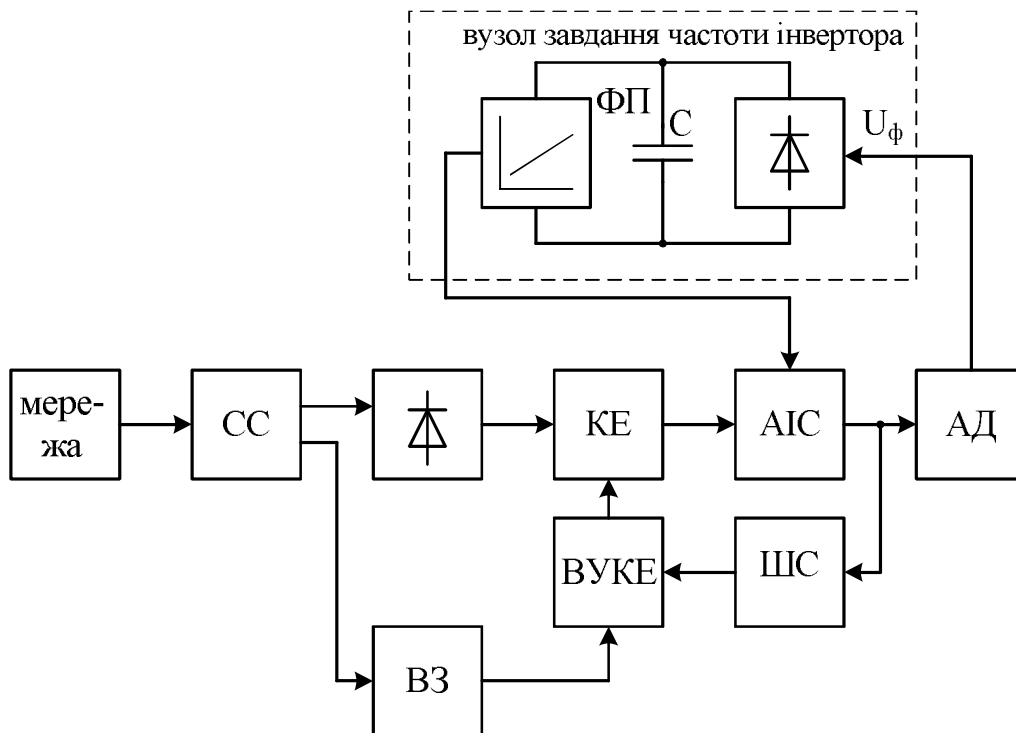 вузол завдання частоти інвертора
ФП
С
Uф
мере-
жа
СС
КЕ
АІС
АД
ВУКЕ
ШС
ВЗ